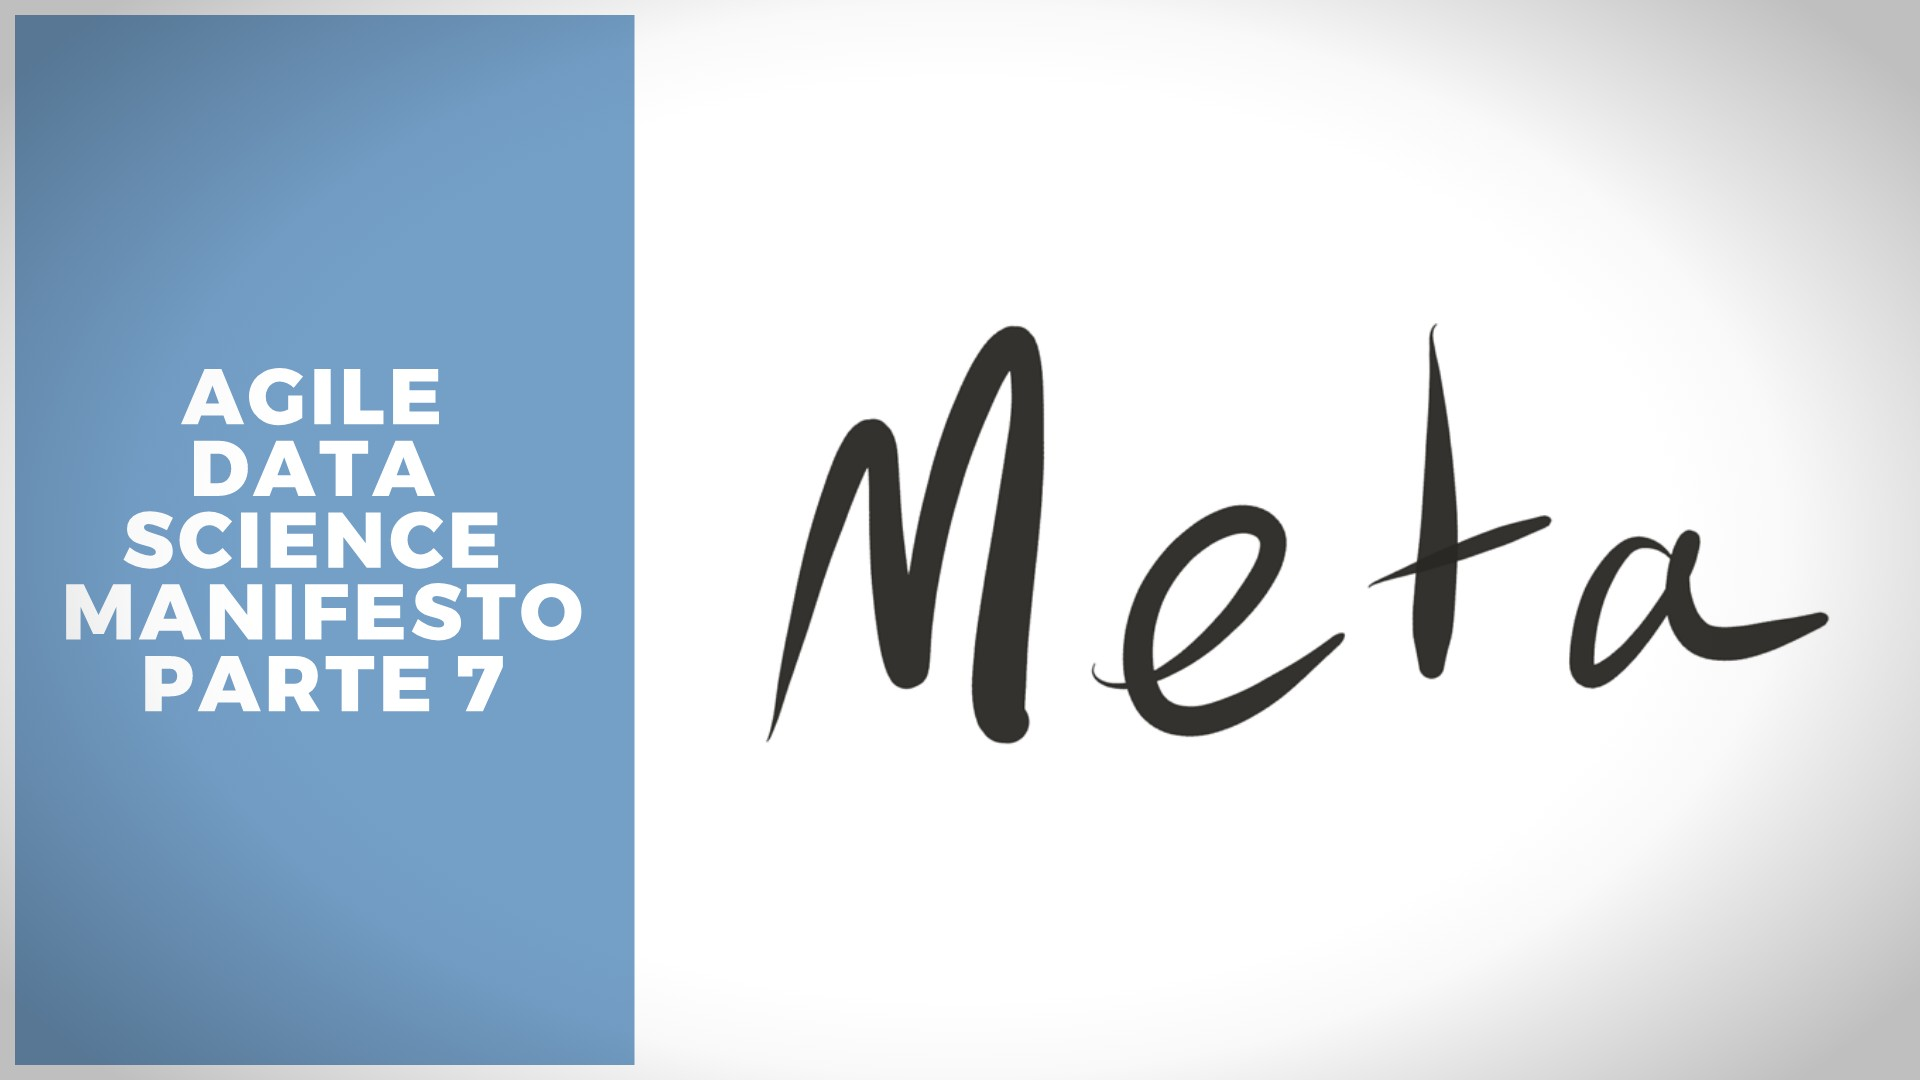 AGILE
DATA
SCIENCE
MANIFESTO
PARTE 7
Meta